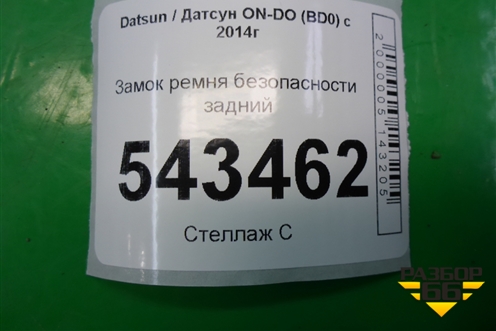 Datsun / Датсун ON-DO (BD0) с
2014г
Замок ремня безопасности
задний
543462
Стеллаж С
2000005143205
РАЗБОР
66